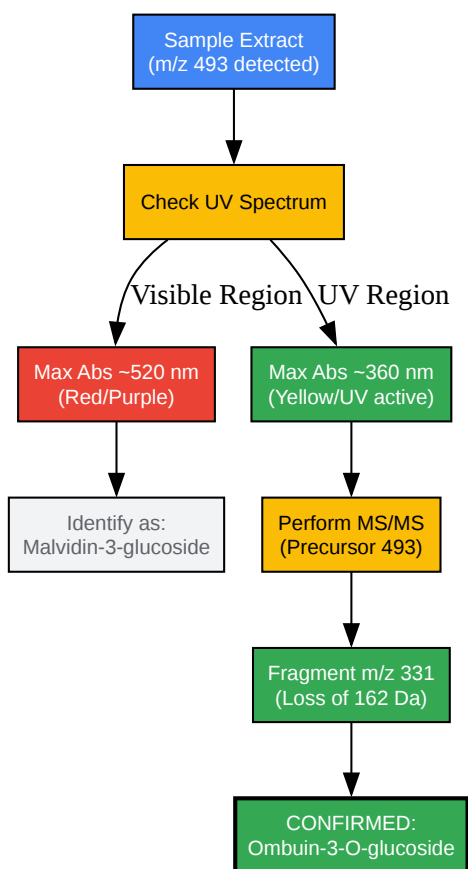 Sample Extract
(m/z 493 detected)
Check UV Spectrum
Visible Region
UV Region
Max Abs ~520 nm
(Red/Purple)
Max Abs ~360 nm
(Yellow/UV active)
Identify as:
Malvidin-3-glucoside
Perform MS/MS
(Precursor 493)
Fragment m/z 331
(Loss of 162 Da)
CONFIRMED:
Ombuin-3-O-glucoside